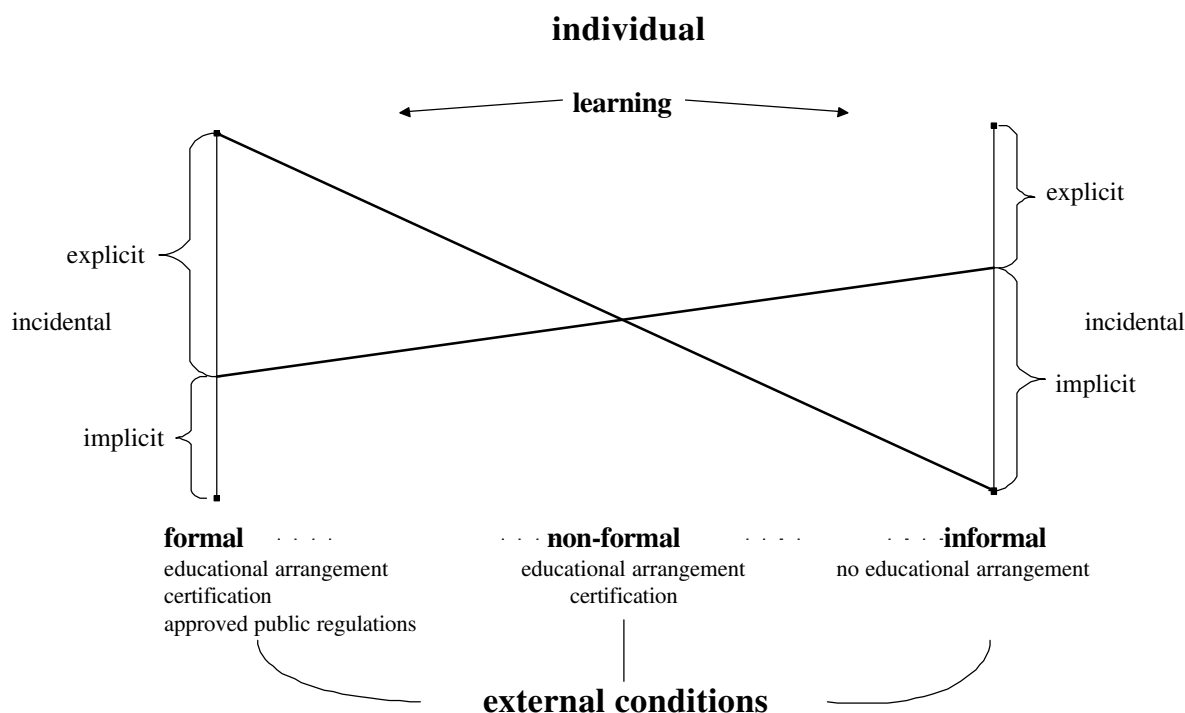 individual
learning
explicit
explicit
incidental
incidental
implicit
implicit
formal . . . . . . . non-formal . . . . . . . . informal
educational arrangement
certification
approved public regulations
educational arrangement
certification
no educational arrangement
external conditions